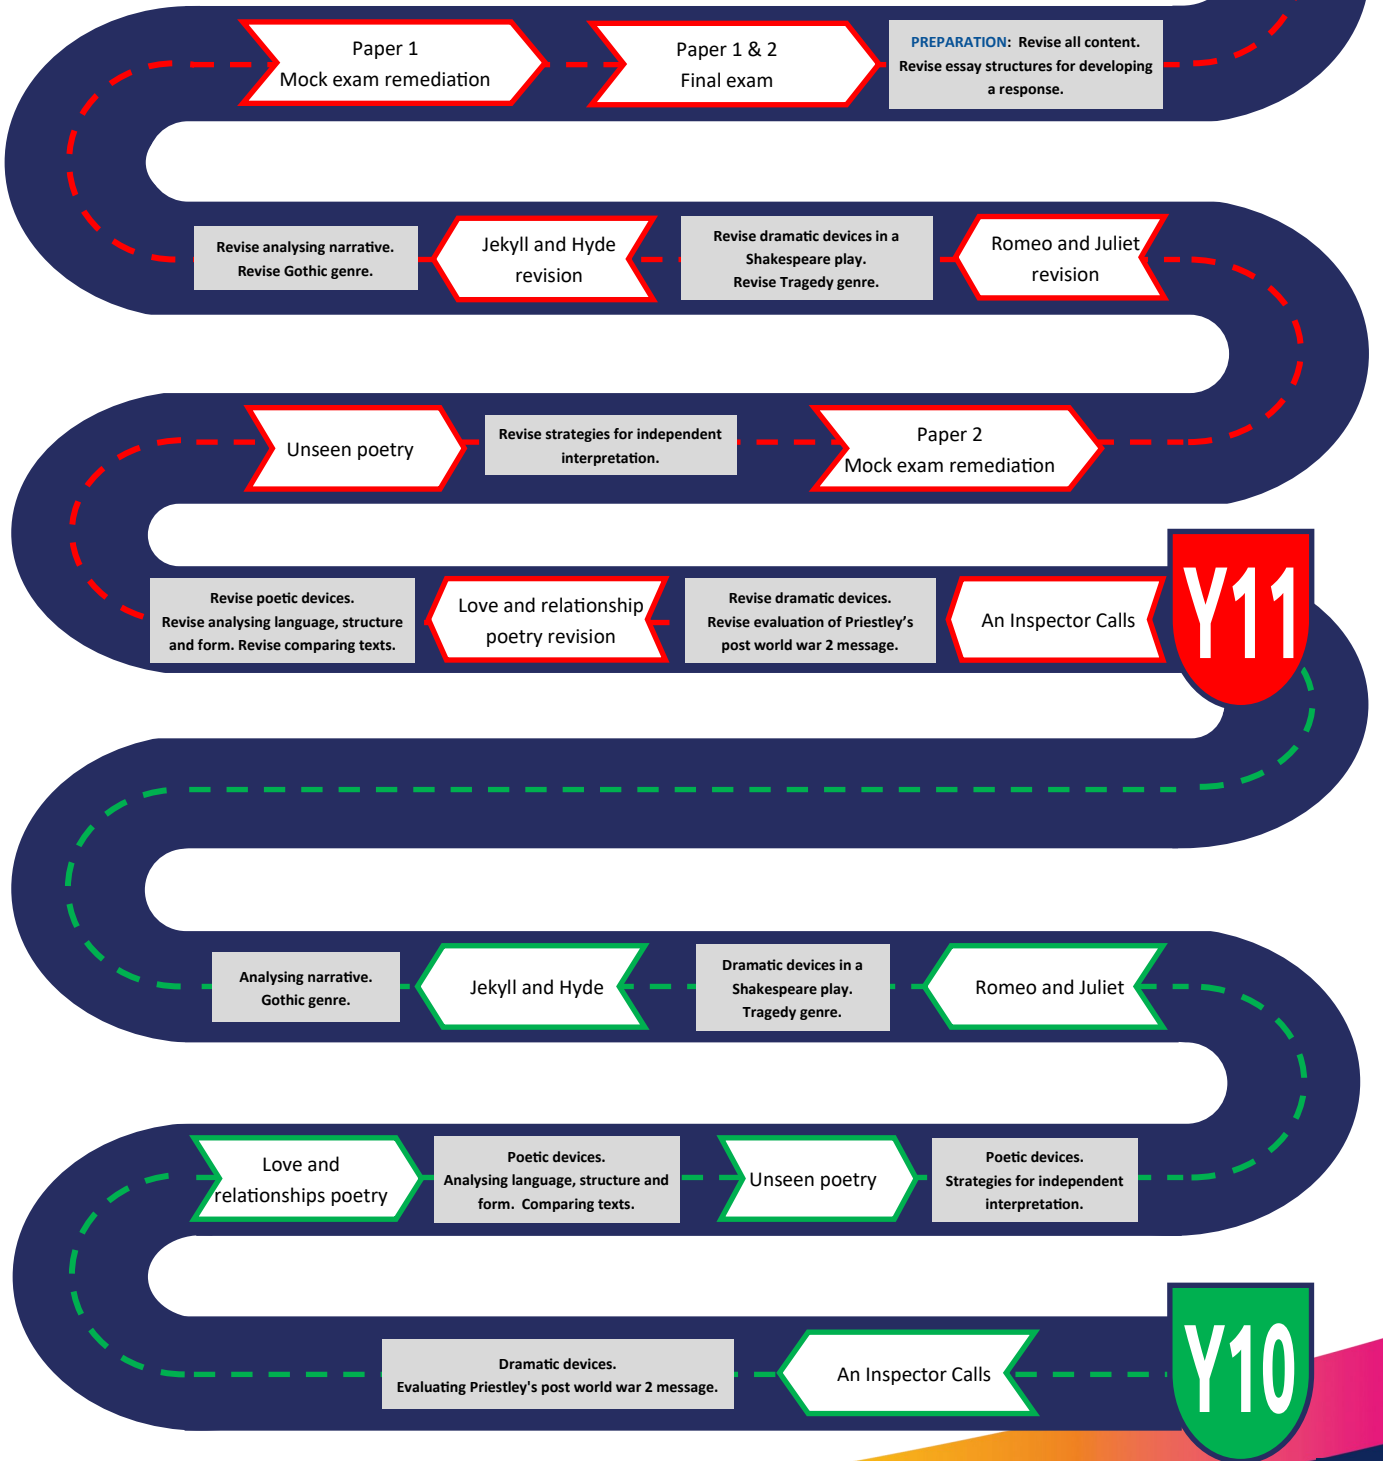 Paper 1
Mock exam remediation
Paper 1 & 2
Final exam
PREPARATION: Revise all content.
Revise essay structures for developing
a response.
Revise analysing narrative.
Revise Gothic genre.
Jekyll and Hyde
revision
Revise dramatic devices in a
Shakespeare play.
Revise Tragedy genre.
Romeo and Juliet
revision
Unseen poetry
Revise strategies for independent
interpretation.
Paper 2
Mock exam remediation
Revise poetic devices.
Revise analysing language, structure
and form. Revise comparing texts.
Love and relationship
poetry revision
Revise dramatic devices.
Revise evaluation of Priestley's
post world war 2 message.
An Inspector Calls
Y11
Analysing narrative.
Gothic genre.
Jekyll and Hyde
Dramatic devices in a
Shakespeare play.
Tragedy genre.
Romeo and Juliet
Love and
relationships poetry
Poetic devices.
Analysing language, structure and
form. Comparing texts.
Unseen poetry
Poetic devices.
Strategies for independent
interpretation.
Dramatic devices.
Evaluating Priestley's post world war 2 message.
An Inspector Calls
Y10